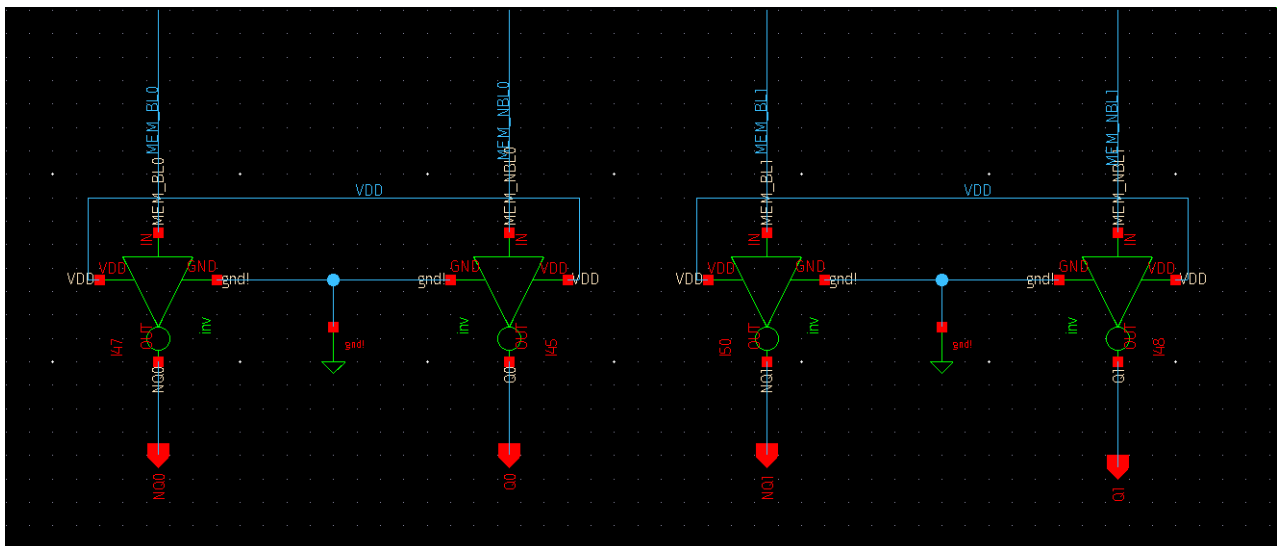 MEM_BL0
MEM_NBL0
MEM_BL1
MEM_NBL1
MEM_BL0
MEM_NBL0
MEM_BL1
MEM_NBL1
VDD
VDD
IN
IN
IN
IN
VDD
VDD
GND
gnd!
gnd!
GND
VDD
VDD
VDD
VDD
GND
gnd!
gnd!
GND
VDD
VDD
I47
OUT
inv
gnd!
inv
OUT
I50
OUT
inv
gnd!
inv
OUT
I48
NQ0
Q0
NQ1
Q1
NQ0
Q0
NQ1
Q1